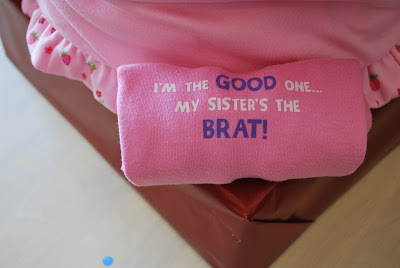 I'M THE GOOD ONE...
MY SISTER'S THE
BRAT!